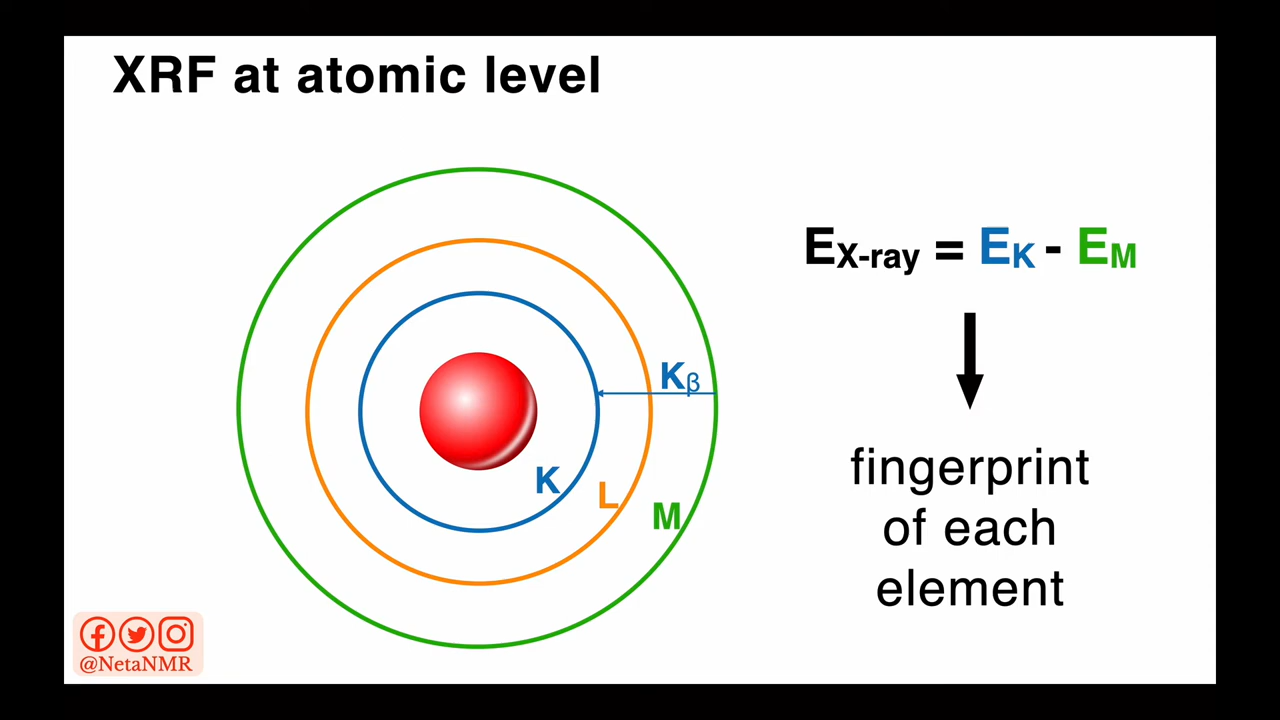 XRF at atomic level
EX-ray = EK - EM
Kβ
K
L
M
fingerprint
of each
element
@NetaNMR